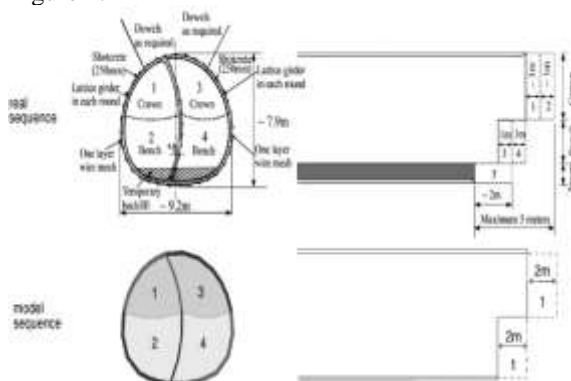 Dowels
as required
Dowels
as required
Shotcrete
(250mm)
Shotcrete
(250mm)
Lattice girder
in each round
Lattice girder
in each round
1
Crown
3
Crown
2
Bench
4
Bench
One layer
wire mesh
One layer
wire mesh
Temporary
backfill
~ 7.9m
~ 9.2m
real
sequence
1
2
3
4
~ 2m
Maximum 5 meters
model
sequence
1
3
2
4
2m
1
2m
1